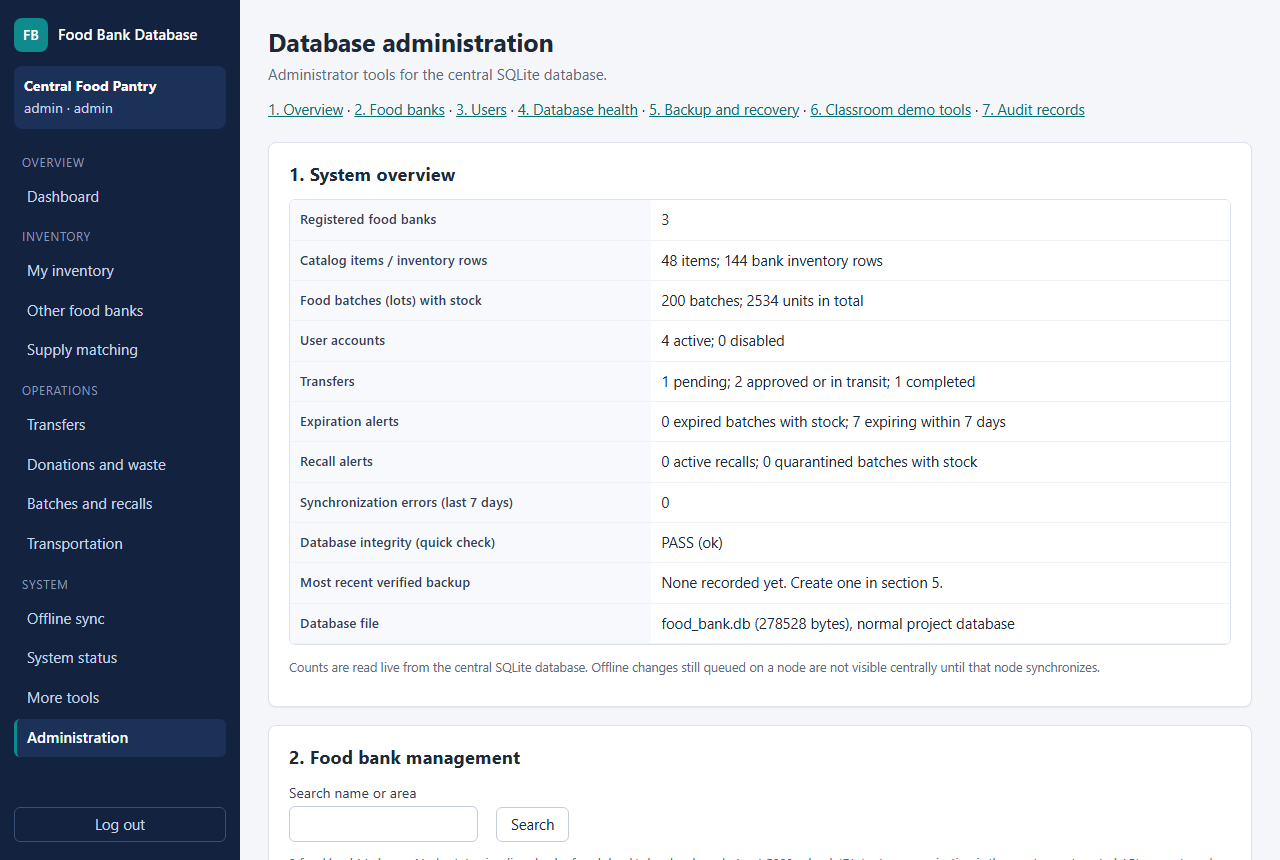 FB Food Bank Database
Central Food Pantry
admin · admin
OVERVIEW
Dashboard
INVENTORY
My inventory
Other food banks
Supply matching
OPERATIONS
Transfers
Donations and waste
Batches and recalls
Transportation
SYSTEM
Offline sync
System status
More tools
Administration
Log out
Database administration
Administrator tools for the central SQLite database.
1. Overview · 2. Food banks · 3. Users · 4. Database health · 5. Backup and recovery · 6. Classroom demo tools · 7. Audit records
1. System overview
Registered food banks 3
Catalog items / inventory rows 48 items; 144 bank inventory rows
Food batches (lots) with stock 200 batches; 2534 units in total
User accounts 4 active; 0 disabled
Transfers 1 pending; 2 approved or in transit; 1 completed
Expiration alerts 0 expired batches with stock; 7 expiring within 7 days
Recall alerts 0 active recalls; 0 quarantined batches with stock
Synchronization errors (last 7 days) 0
Database integrity (quick check) PASS (ok)
Most recent verified backup None recorded yet. Create one in section 5.
Database file food_bank.db (278528 bytes), normal project database
Counts are read live from the central SQLite database. Offline changes still queued on a node are not visible centrally until that node synchronizes.
2. Food bank management
Search name or area
Search